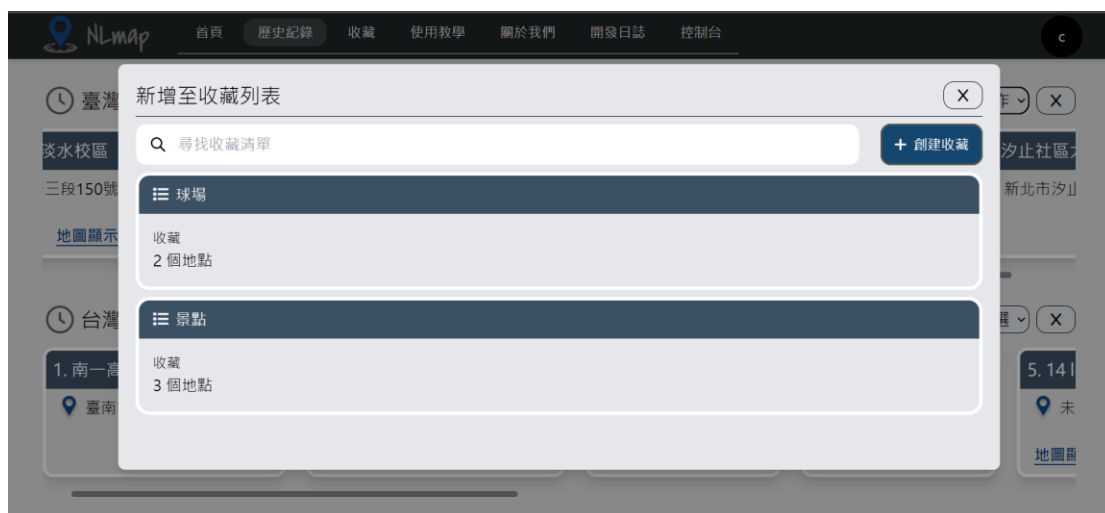 NLmap
首頁
歷史紀錄
收藏
使用教學
關於我們
開發日誌
控制台
c
臺灣
新增至收藏列表
X
作
X
淡水校區
尋找收藏清單
+ 創建收藏
汐止社區
三段150號
球場
新北市汐止
地圖顯示
收藏
2 個地點
台灣
景點
選
X
1. 南一高
收藏
3 個地點
5. 14
臺南
未
地圖顯